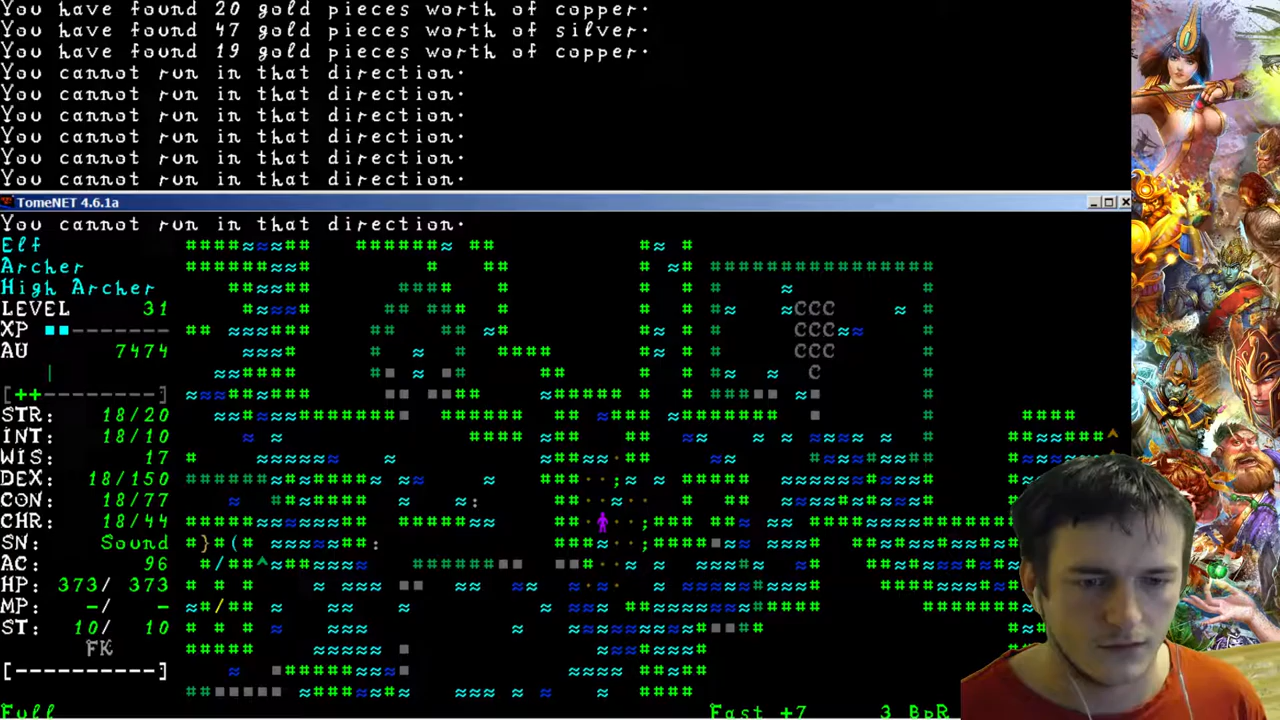 You have found 20 gold pieces worth of copper.
You have found 47 gold pieces worth of silver.
You have found 19 gold pieces worth of copper.
You cannot run in that direction.
You cannot run in that direction.
You cannot run in that direction.
You cannot run in that direction.
You cannot run in that direction.
You cannot run in that direction.
TomeNET 4.6.1a
You cannot run in that direction.
Elf
Archer
High Archer
LEVEL 31
XP
AU 7474
[++---------]
STR: 18/20
INT: 18/10
WIS: 17
DEX: 18/150
CON: 18/77
CHR: 18/44
SN: Sound
AC: 96
HP: 373/ 373
MP: -/ -
ST: 10/ 10
FK
[-----------]
CCC
CCC
CCC
C
Full Fast +7 3 BpR